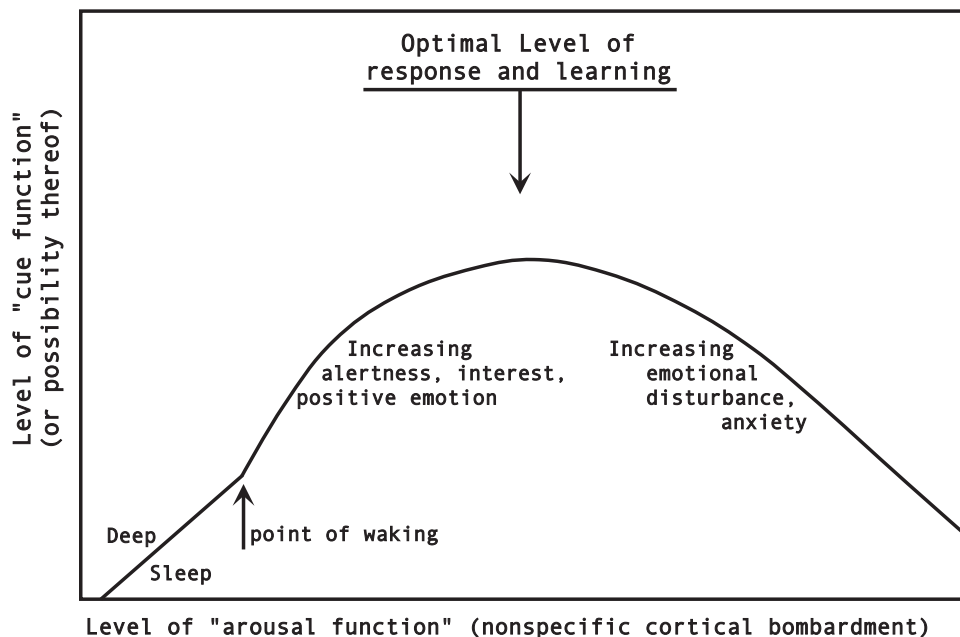 Optimal Level of
response and learning
Level of "cue function"
(or possibility thereof)
Increasing
alertness, interest,
positive emotion
Increasing
emotional
disturbance,
anxiety
Deep
Sleep
point of waking
Level of "arousal function" (nonspecific cortical bombardment)